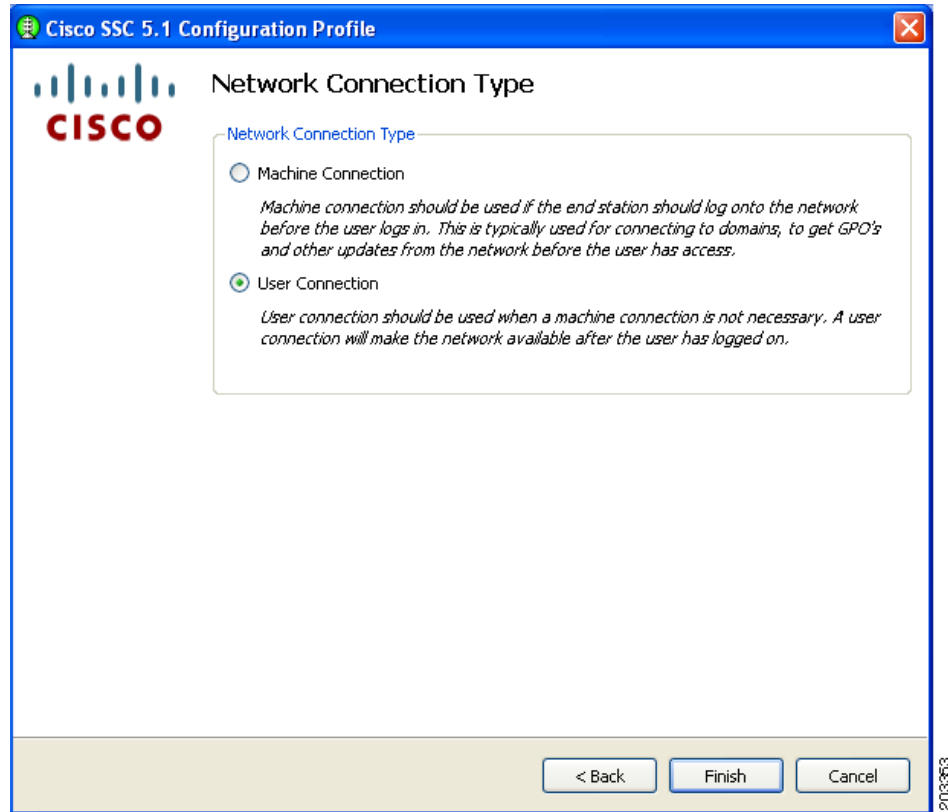 Cisco SSC 5.1 Configuration Profile
CISCO
Network Connection Type
Network Connection Type
Machine Connection
Machine connection should be used if the end station should log onto the network
before the user logs in. This is typically used for connecting to domains, to get GPO's
and other updates from the network before the user has access.
User Connection
User connection should be used when a machine connection is not necessary. A user
connection will make the network available after the user has logged on.
< Back
Finish
Cancel
203353